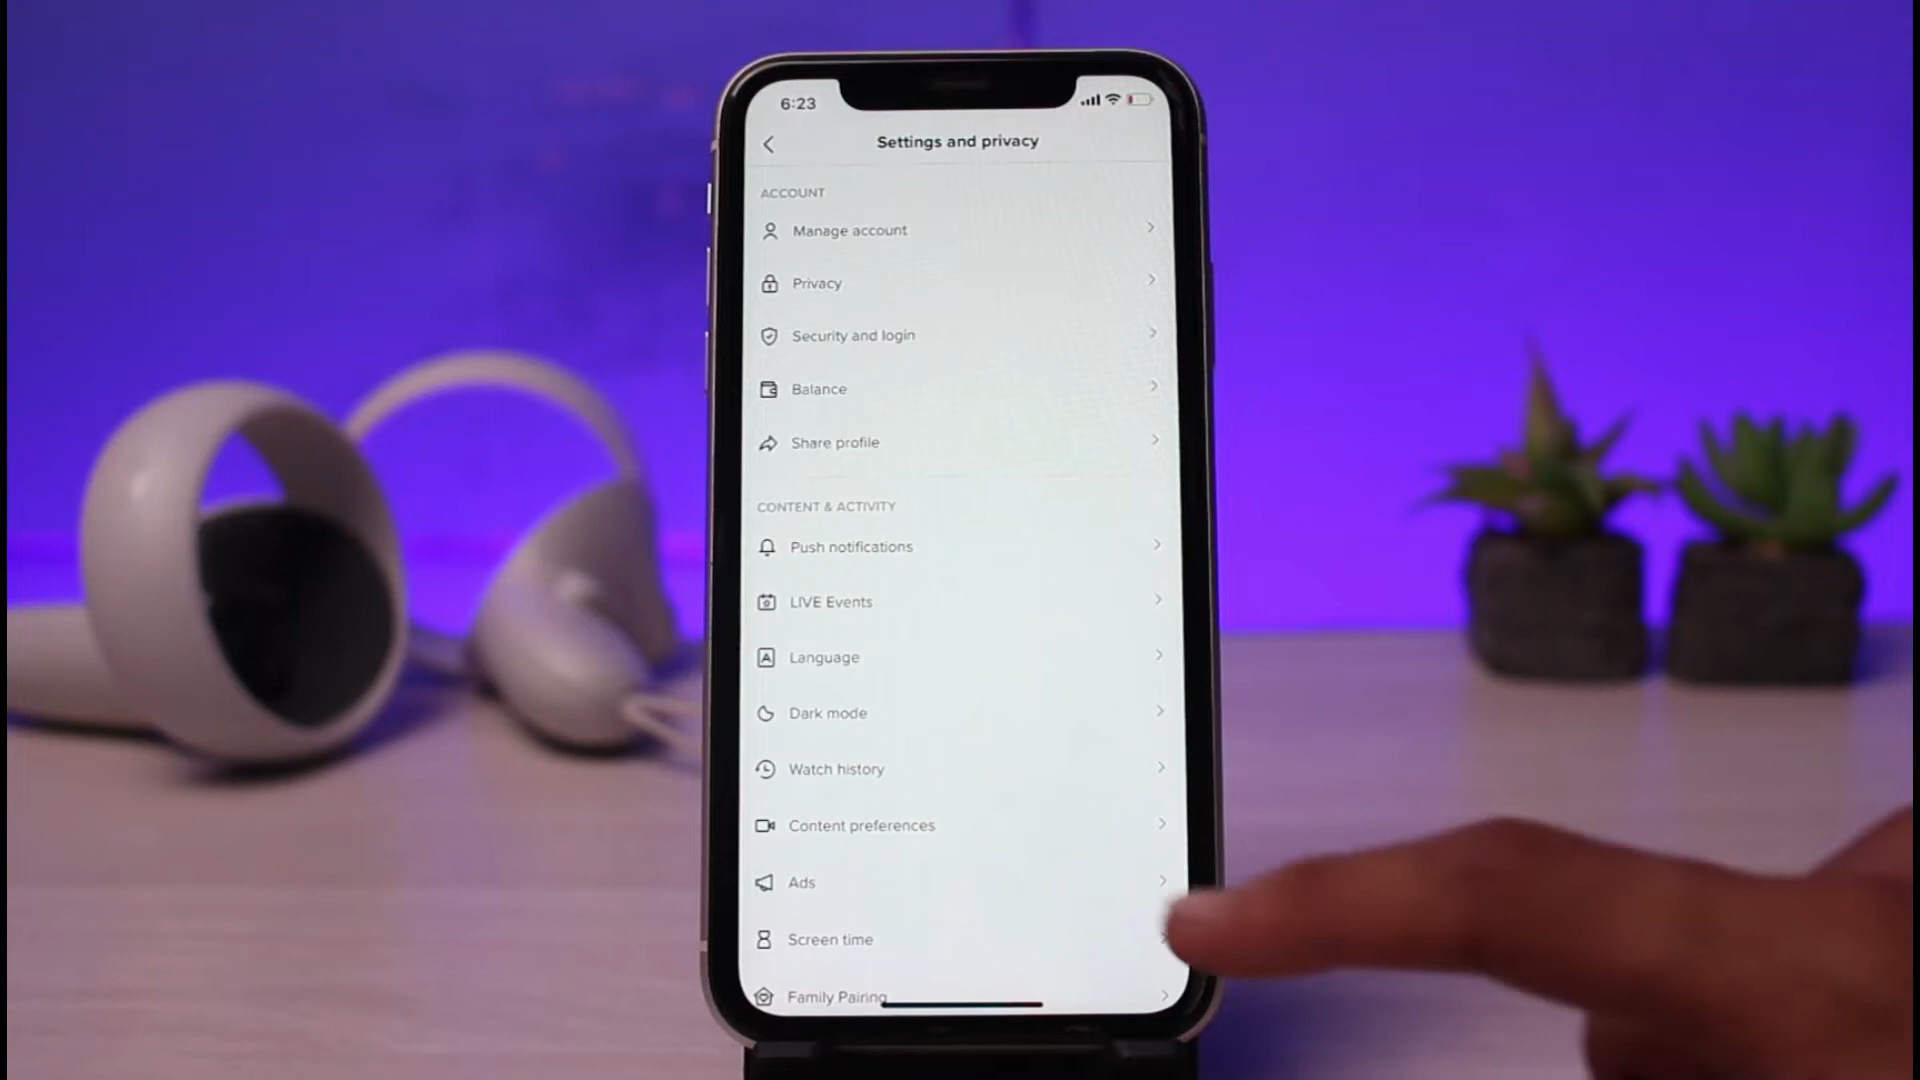 6:23
Settings and privacy
ACCOUNT
Manage account
Privacy
Security and login
Balance
Share profile
CONTENT & ACTIVITY
Push notifications
LIVE Events
Language
Dark mode
Watch history
Content preferences
Ads
Screen time
Family Pairing